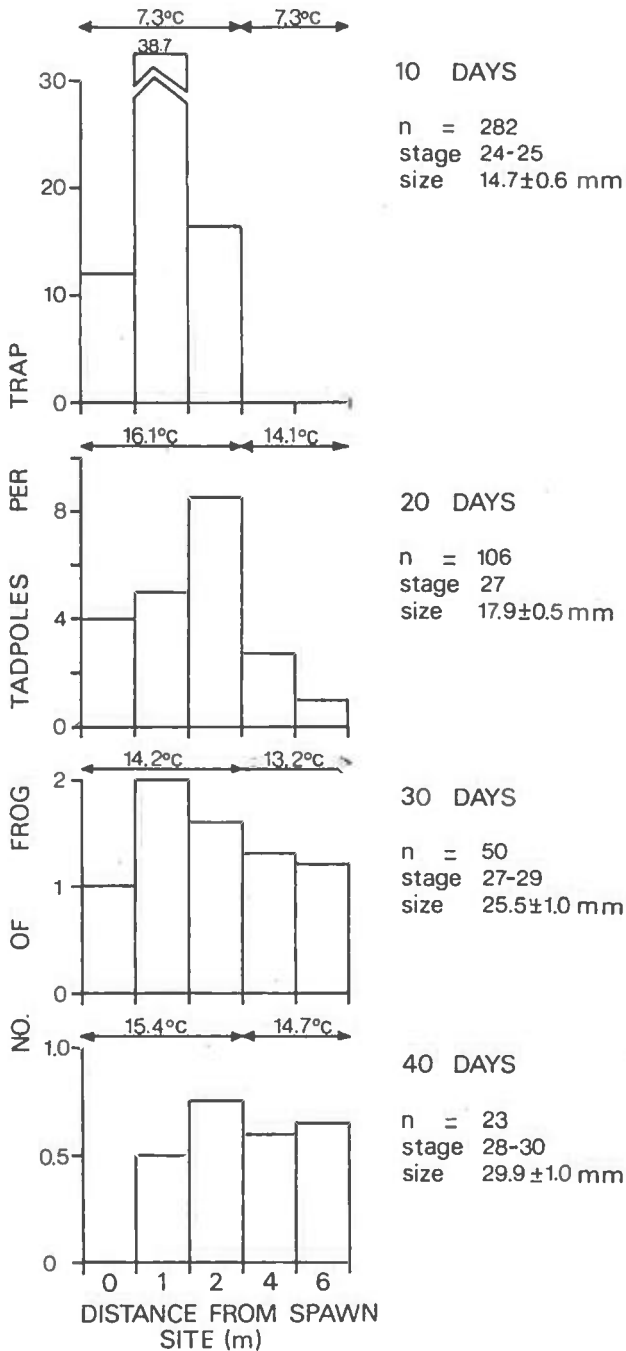 7.3°C 7.3°C
38.7
30
20
10
0
10 DAYS
n = 282
stage 24-25
size 14.7±0.6 mm
16.1°C 14.1°C
8
4
0
20 DAYS
n = 106
stage 27
size 17.9±0.5 mm
14.2°C 13.2°C
2
1
0
30 DAYS
n = 50
stage 27-29
size 25.5±1.0 mm
15.4°C 14.7°C
1.0
0.5
0
40 DAYS
n = 23
stage 28-30
size 29.9±1.0 mm
NO. OF FROG TADPOLES PER TRAP
0 1 2 4 6
DISTANCE FROM SPAWN
SITE (m)